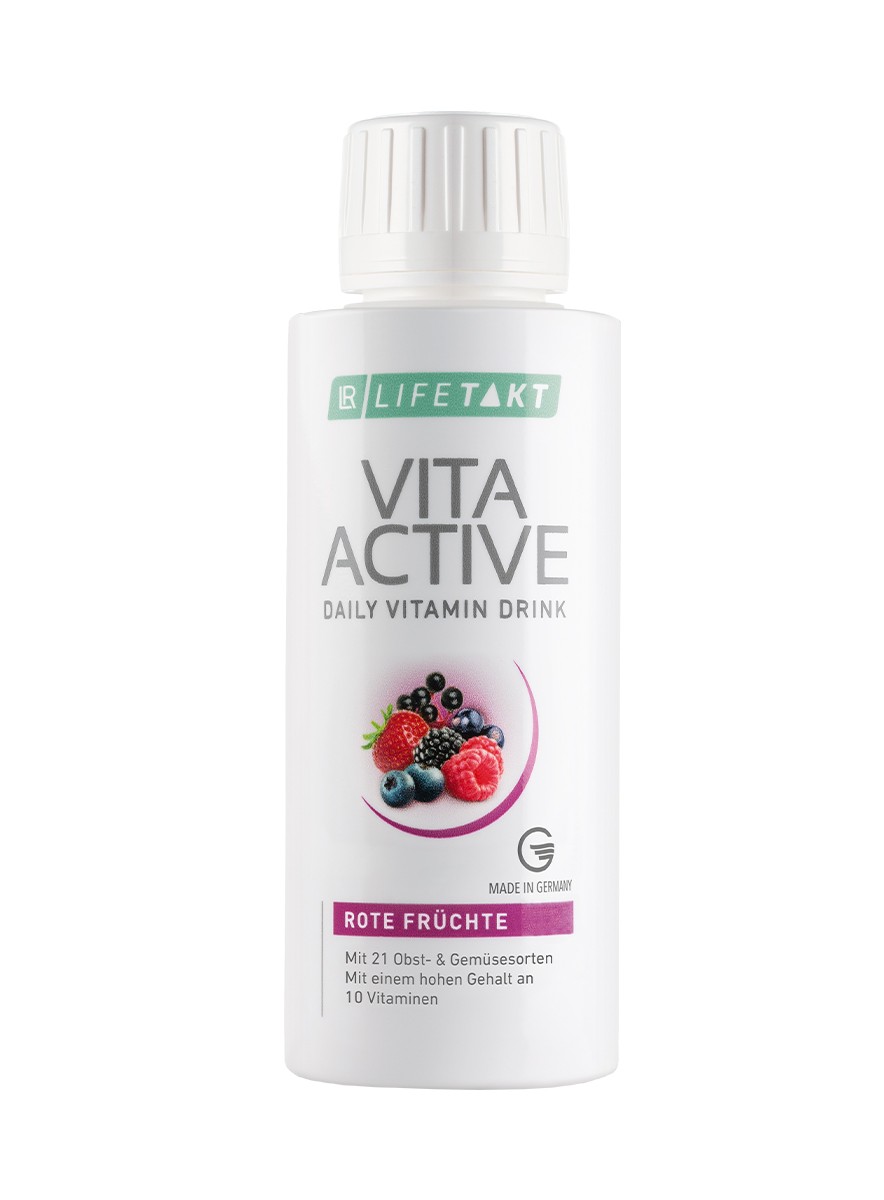 LR LIFETAKT
VITA
ACTIVE
DAILY VITAMIN DRINK
MADE IN GERMANY
ROTE FRÜCHTE
Mit 21 Obst- & Gemüsesorten
Mit einem hohen Gehalt an
10 Vitaminen